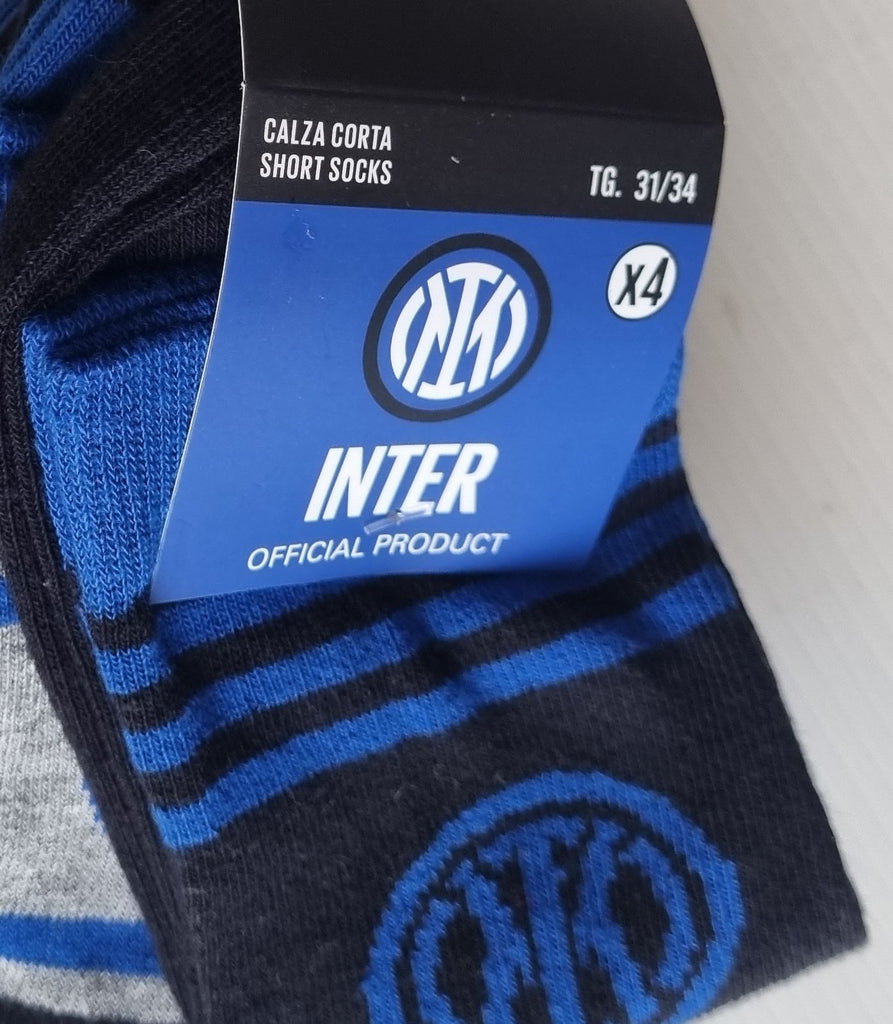 CALZA CORTA
SHORT SOCKS
TG. 31/34
X4
INTER
OFFICIAL PRODUCT